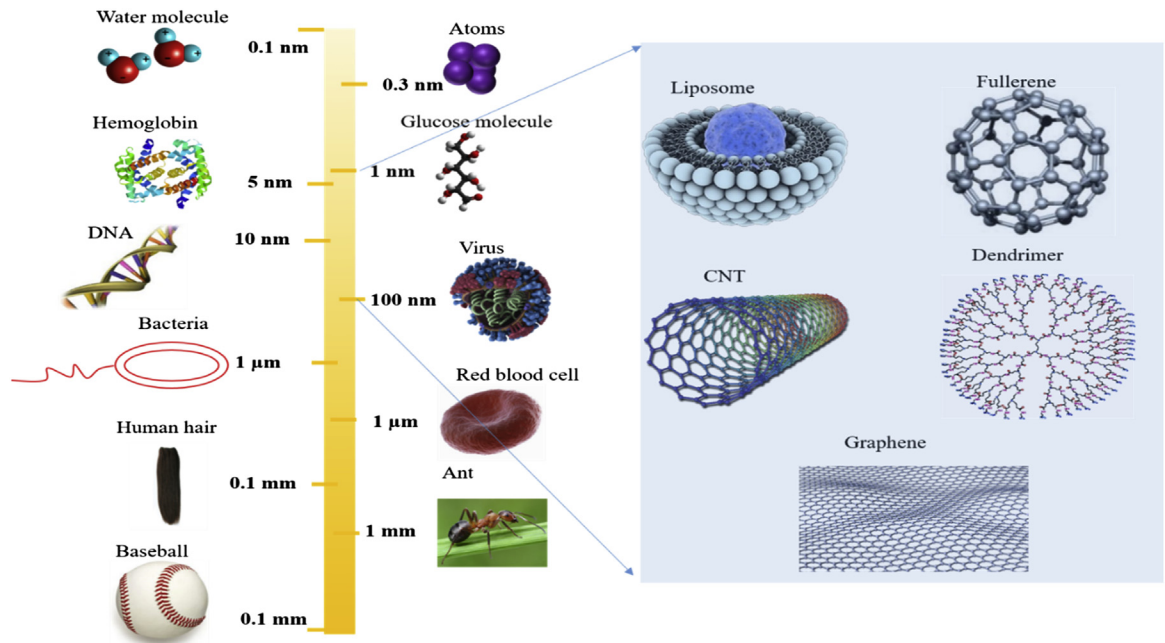 Water molecule
0.1 nm
Atoms
0.3 nm
Hemoglobin
5 nm
Glucose molecule
1 nm
DNA
10 nm
Virus
100 nm
Bacteria
1 µm
Red blood cell
1 µm
Human hair
0.1 mm
Ant
1 mm
Baseball
0.1 mm
Liposome
Fullerene
CNT
Dendrimer
Graphene